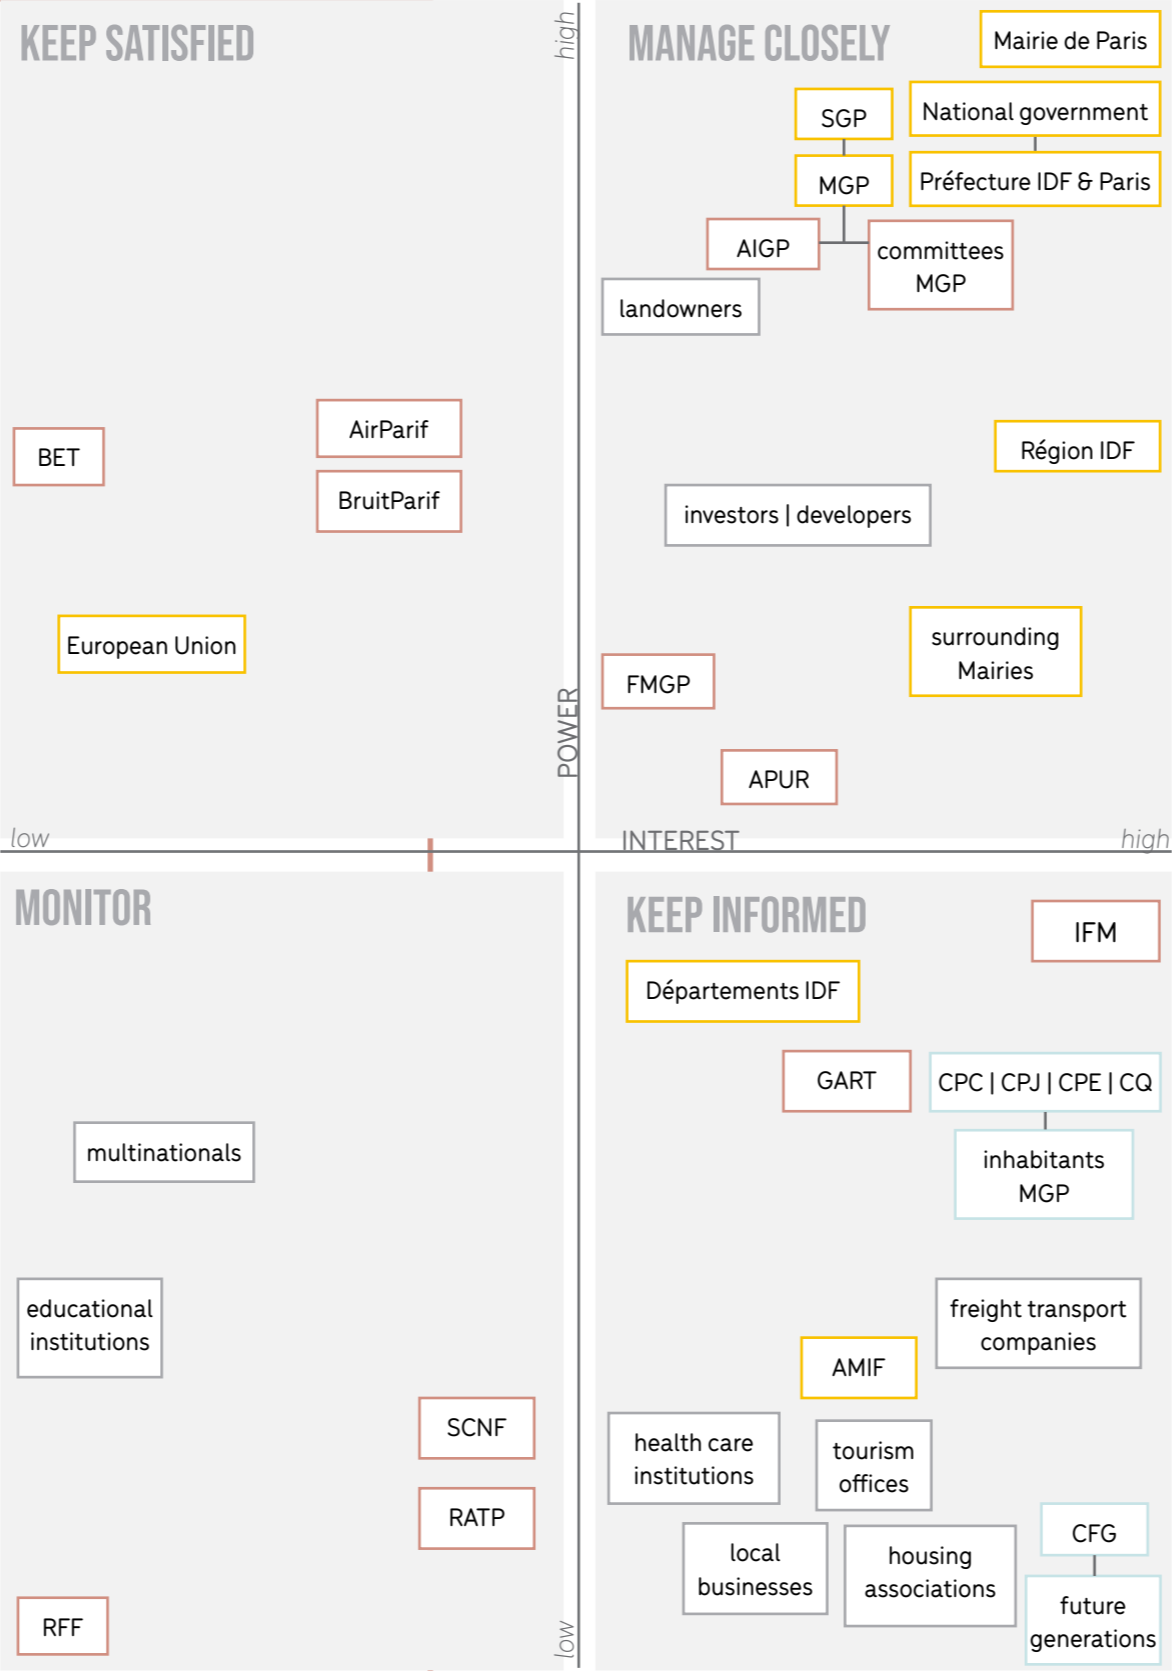 KEEP SATISFIED
high
MANAGE CLOSELY
Mairie de Paris
SGP
National government
MGP
Préfecture IDF & Paris
AIGP
committees
MGP
landowners
BET
AirParif
BruitParif
Région IDF
investors | developers
European Union
surrounding
Mairies
FMGP
POWER
APUR
low
INTEREST
high
MONITOR
KEEP INFORMED
IFM
Départements IDF
GART
CPC | CPJ | CPE | CQ
multinationals
inhabitants
MGP
educational
institutions
freight transport
companies
AMIF
SCNF
health care
institutions
tourism
offices
RATP
local
businesses
housing
associations
CFG
RFF
low
future
generations